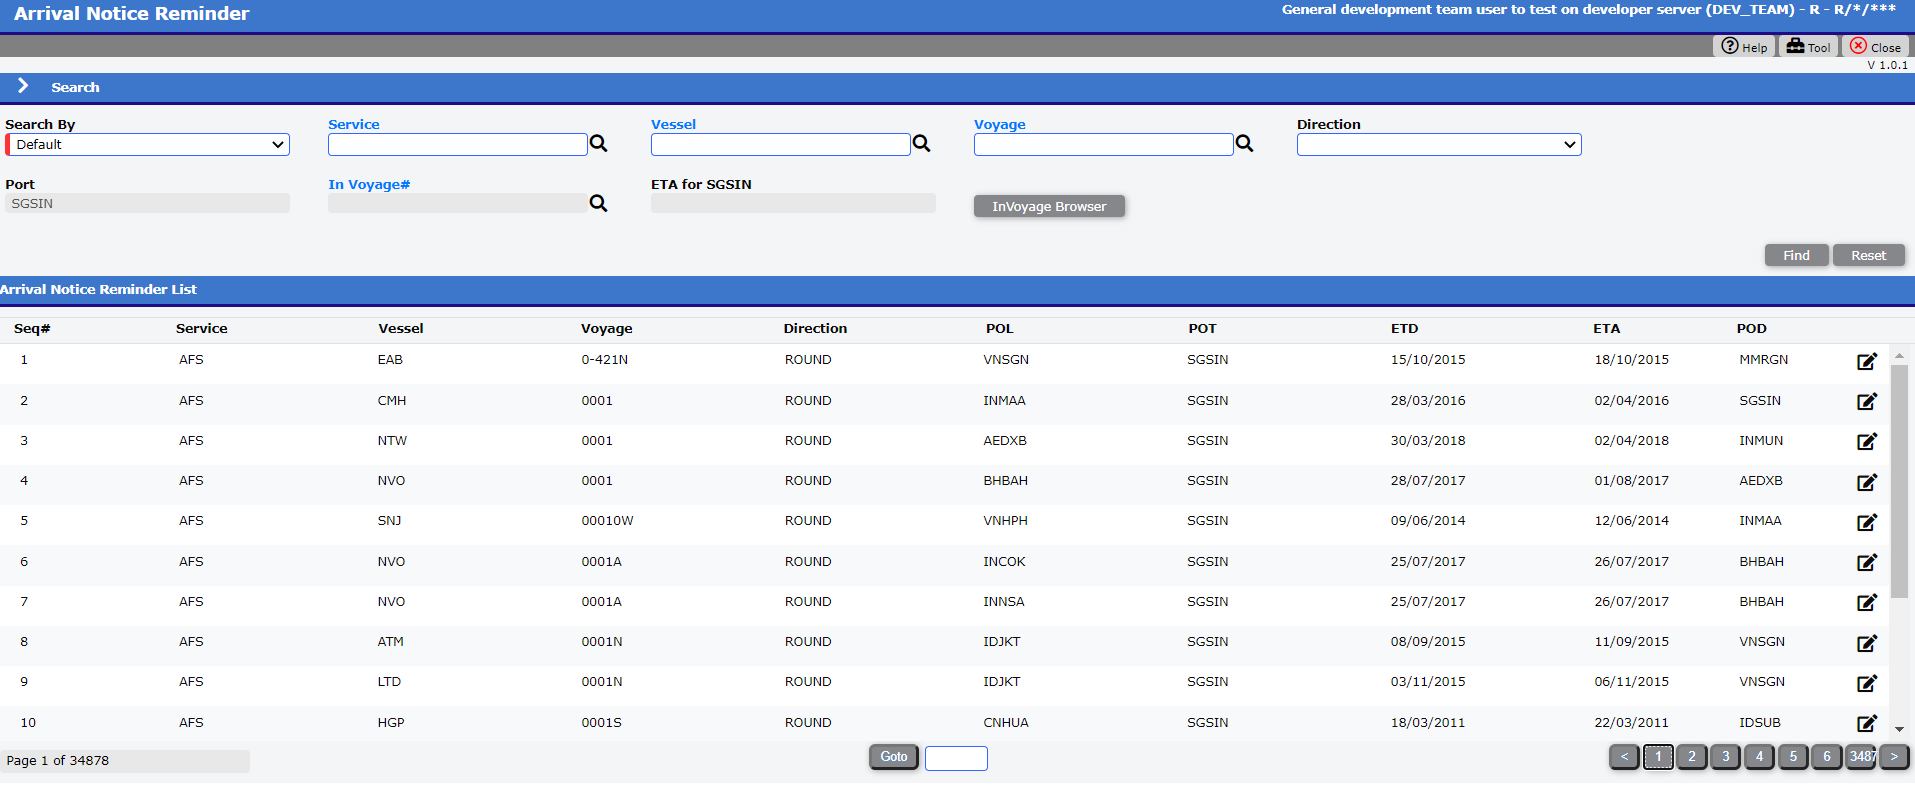 Arrival Notice Reminder
General development team user to test on developer server (DEV_TEAM) - R - R/*/***
Help Tool Close
V 1.0.1
Search
Search By Service Vessel Voyage Direction
Default
Port In Voyage# ETA for SGSIN
SGSIN InVoyage Browser
Find Reset
Arrival Notice Reminder List
Seq# Service Vessel Voyage Direction POL POT ETD ETA POD
1 AFS EAB 0-421N ROUND VNSGN SGSIN 15/10/2015 18/10/2015 MMRGN
2 AFS CMH 0001 ROUND INMAA SGSIN 28/03/2016 02/04/2016 SGSIN
3 AFS NTW 0001 ROUND AEDXB SGSIN 30/03/2018 02/04/2018 INMUN
4 AFS NVO 0001 ROUND BHBAH SGSIN 28/07/2017 01/08/2017 AEDXB
5 AFS SNJ 00010W ROUND VNHPH SGSIN 09/06/2014 12/06/2014 INMAA
6 AFS NVO 0001A ROUND INCOK SGSIN 25/07/2017 26/07/2017 BHBAH
7 AFS NVO 0001A ROUND INNSA SGSIN 25/07/2017 26/07/2017 BHBAH
8 AFS ATM 0001N ROUND IDJKT SGSIN 08/09/2015 11/09/2015 VNSGN
9 AFS LTD 0001N ROUND IDJKT SGSIN 03/11/2015 06/11/2015 VNSGN
10 AFS HGP 0001S ROUND CNHUA SGSIN 18/03/2011 22/03/2011 IDSUB
Page 1 of 34878 Goto < 1 2 3 4 5 6 3487 >